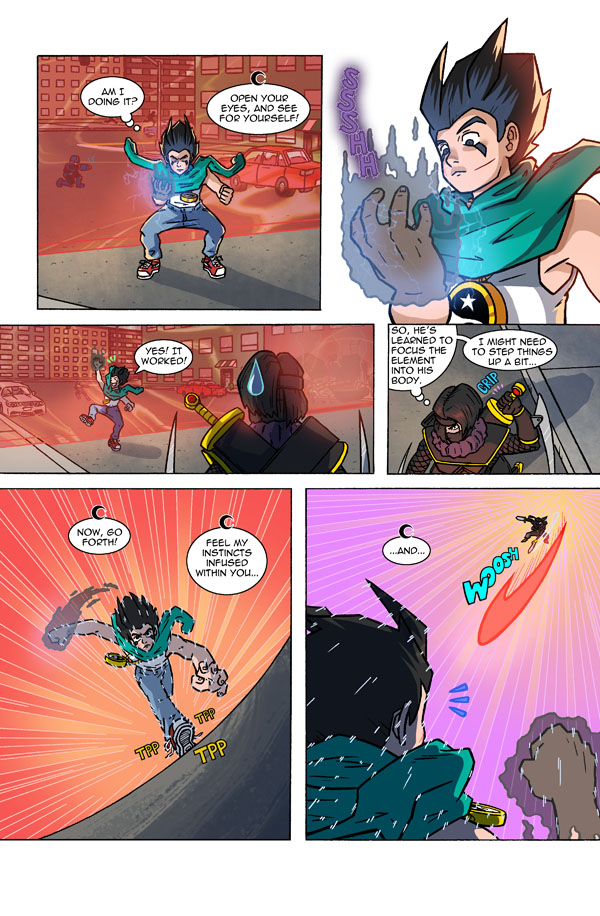 AM I
DOING IT?
OPEN YOUR
EYES, AND SEE
FOR YOURSELF!
SSSHH
YES! IT
WORKED!
SO, HE'S
LEARNED TO
FOCUS THE
ELEMENT
INTO HIS
BODY.
I MIGHT NEED
TO STEP THINGS
UP A BIT...
GRIP
NOW, GO
FORTH!
FEEL MY
INSTINCTS
INFUSED
WITHIN YOU...
TPP
TPP
TPP
...AND...
WOOSH